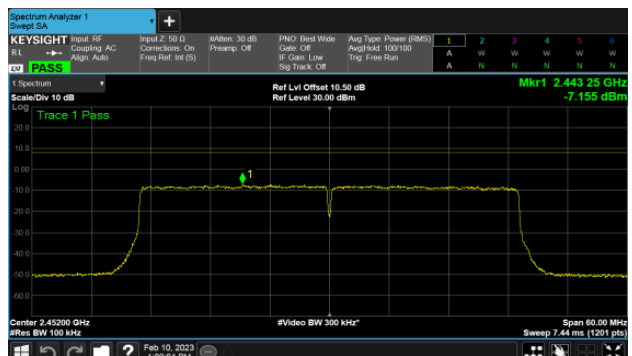 Spectrum Analyzer 1
Swept SA
KEYSIGHT Input: RF Input Z: 50 Ω #Atten: 30 dB PNO: Best Wide Avg Type: Power (RMS) 1 2 3 4 5 6
RL Coupling: AC Corrections: On Preamp: Off Gate: Off Avg|Hold: 100/100 A W W W W W
Align: Auto Freq Ref: Int (S) IF Gain: Low Trig: Free Run
LXI PASS Sig Track: Off A N N N N N
1 Spectrum Ref Lvl Offset 10.50 dB Mkr1 2.443 25 GHz
Scale/Div 10 dB Ref Level 30.00 dBm -7.155 dBm
Log
Trace 1 Pass
20.0
10.0
0.00
1
-10.0
-20.0
-30.0
-40.0
-50.0
-60.0
Center 2.45200 GHz #Video BW 300 kHz* Span 60.00 MHz
#Res BW 100 kHz Sweep 7.44 ms (1201 pts)
Feb 10, 2023